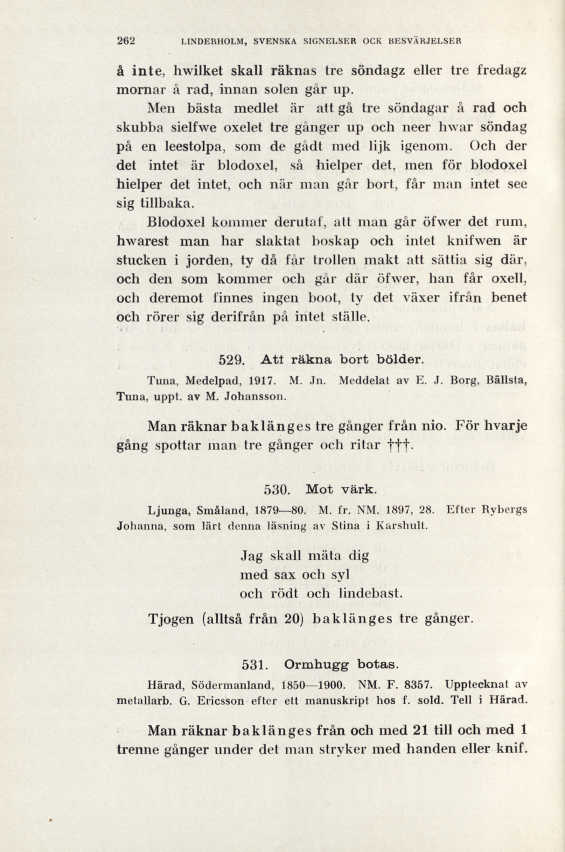 262 LINDERHOLM, SVENSKA SIGNELSER OCK BESVÄRJELSER
å inte, hwilket skall räknas tre söndagz eller tre fredagz
mornar å rad, innan solen går up.
Men bästa medlet är att gå tre söndagar å rad och
skubba sielfwe oxelet tre gånger up och neer hwar söndag
på en leestolpa, som de gådt med lijk igenom. Och der
det intet är blodoxel, så hielper det, men för blodoxel
hielper det intet, och när man går bort, får man intet see
sig tillbaka.
Blodoxel kommer derutaf, att man går öfwer det rum,
hwarest man har slaktat boskap och intet knifwen är
stucken i jorden, ty då får trollen makt att sättia sig där,
och den som kommer och går där öfwer, han får oxell,
och deremot finnes ingen boot, ty det växer ifrån benet
och rörer sig derifrån på intet ställe.
529. Att räkna bort bölder.
Tuna, Medelpad, 1917. M. Jn. Meddelat av E. J. Borg, Bällsta,
Tuna, uppt. av M. Johansson.
Man räknar baklänges tre gånger från nio. För hvarje
gång spottar man tre gånger och ritar †††.
530. Mot värk.
Ljunga, Småland, 1879—80. M. fr. NM. 1897, 28. Efter Rybergs
Johanna, som lärt denna läsning av Stina i Karshult.
Jag skall mäta dig
med sax och syl
och rödt och lindebast.
Tjogen (alltså från 20) baklänges tre gånger.
531. Ormhugg botas.
Härad, Södermanland, 1850—1900. NM. F. 8357. Upptecknat av
metallarb. G. Ericsson efter ett manuskript hos f. sold. Tell i Härad.
Man räknar baklänges från och med 21 till och med 1
trenne gånger under det man stryker med handen eller knif.